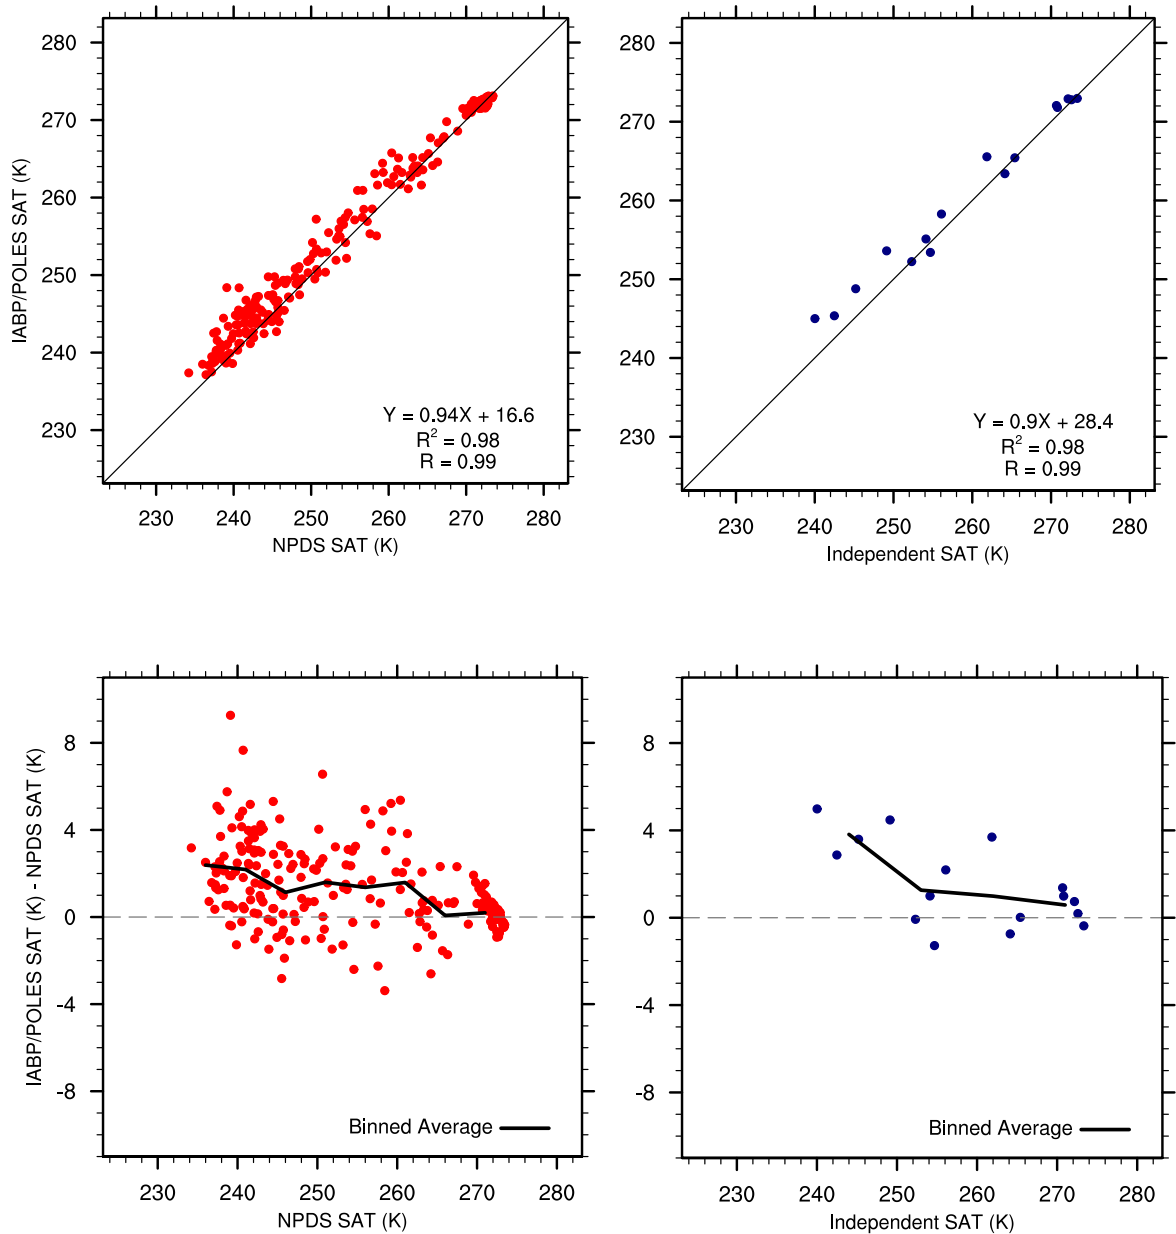 280
270
260
250
240
230
IABP/POLES SAT (K)
Y = 0.94X + 16.6
R² = 0.98
R = 0.99
230 240 250 260 270 280
NPDS SAT (K)
280
270
260
250
240
230
Y = 0.9X + 28.4
R² = 0.98
R = 0.99
230 240 250 260 270 280
Independent SAT (K)
8
4
0
-4
-8
IABP/POLES SAT (K) - NPDS SAT (K)
Binned Average
230 240 250 260 270 280
NPDS SAT (K)
8
4
0
-4
-8
Binned Average
230 240 250 260 270 280
Independent SAT (K)